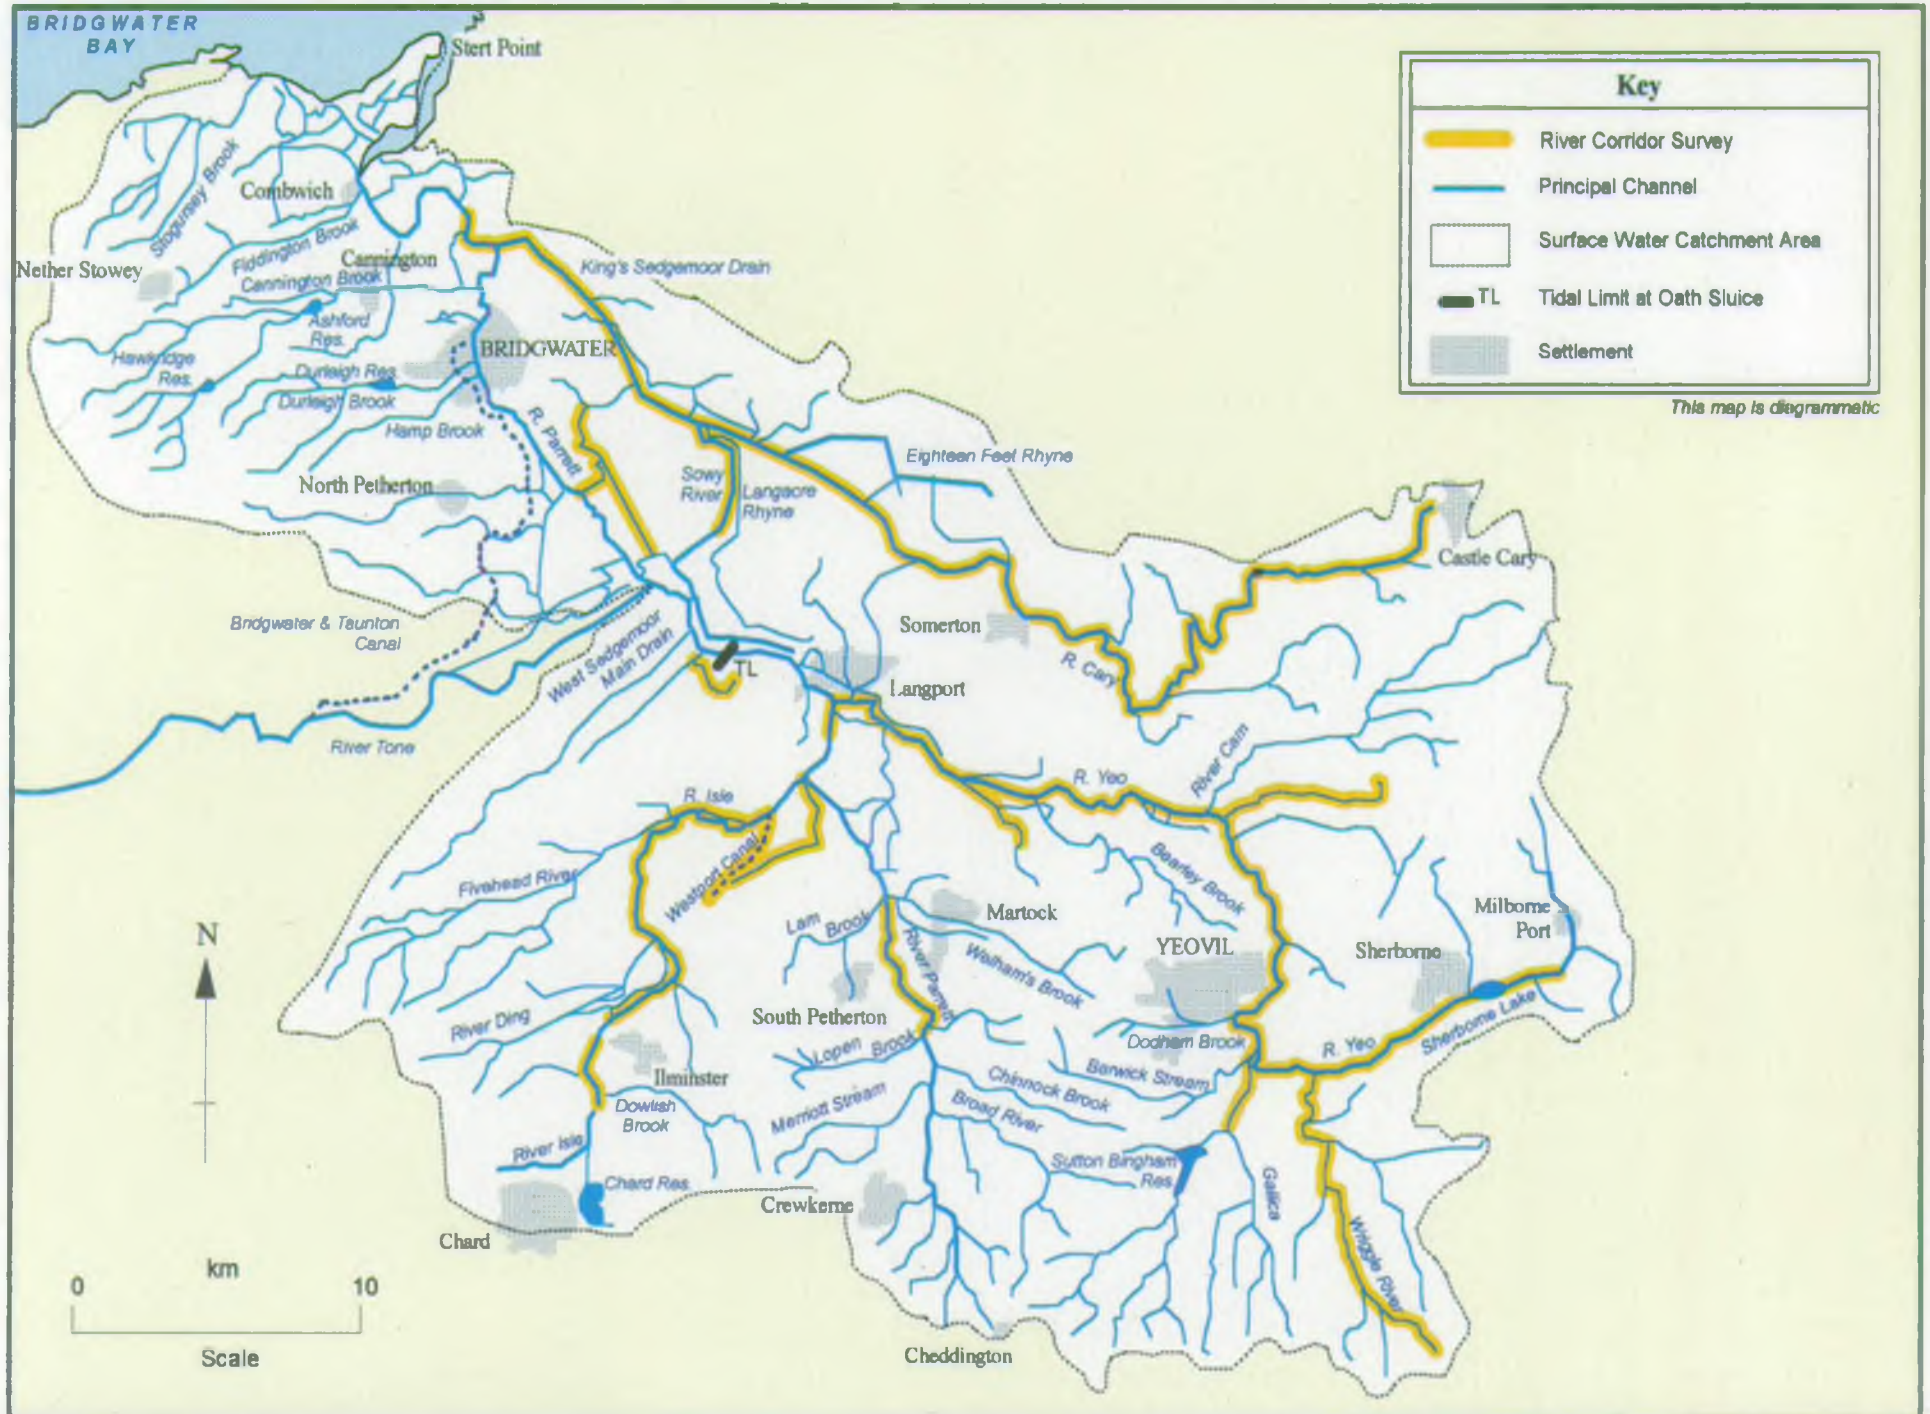 BRIDGWATER
BAY
Stert Point
Key
River Corridor Survey
Principal Channel
Surface Water Catchment Area
TL
Tidal Limit at Oath Sluice
Settlement
This map is diagrammatic
Stogursey Brook
Combwich
Fiddington Brook
Cannington
Nether Stowey
Cannington Brook
King's Sedgemoor Drain
Ashford
Res.
BRIDGWATER
Hawkridge
Res.
Durleigh Res.
Durleigh Brook
Hamp Brook
R. Parrett
North Petherton
Sowy
River
Langacre
Rhyne
Eighteen Feet Rhyne
Castle Cary
Bridgwater & Taunton
Canal
West Sedgemoor
Main Drain
Somerton
R. Cary
TL
Langport
River Tone
River Cam
R. Yeo
R. Isle
Westport Canal
Fivehead River
Bearley Brook
Lam
Brook
Martock
Milborne
Port
N
River Parrett
Walham's Brook
YEOVIL
Sherborne
South Petherton
River Ding
Lopen Brook
Dodham Brook
R. Yeo
Sherborne Lake
Ilminster
Chinnock Brook
Barwick Stream
Dowlish
Brook
Merriott Stream
Broad River
River Isle
Sutton Bingham
Res.
Galica
Chard Res.
Crewkerne
Wriggle River
Chard
km
0 10
Scale
Cheddington